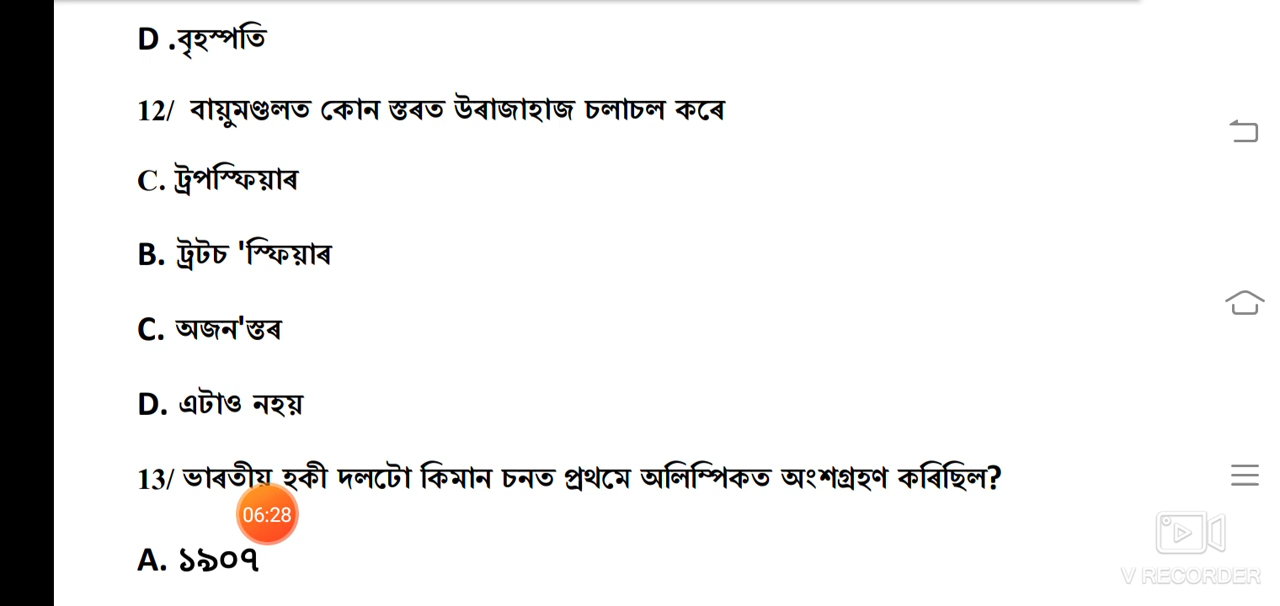 D .বৃহস্পতি
12/ বায়ুমণ্ডলত কোন স্তৰত উৰাজাহাজ চলাচল কৰে
C. ট্ৰপস্ফিয়াৰ
B. ট্ৰটচ 'স্ফিয়াৰ
C. অজন'স্তৰ
D. এটাও নহয়
13/ ভাৰতীয় হকী দলটো কিমান চনত প্ৰথমে অলিম্পিকত অংশগ্ৰহণ কৰিছিল?
06:28
A. ১৯০৭
V RECORDER